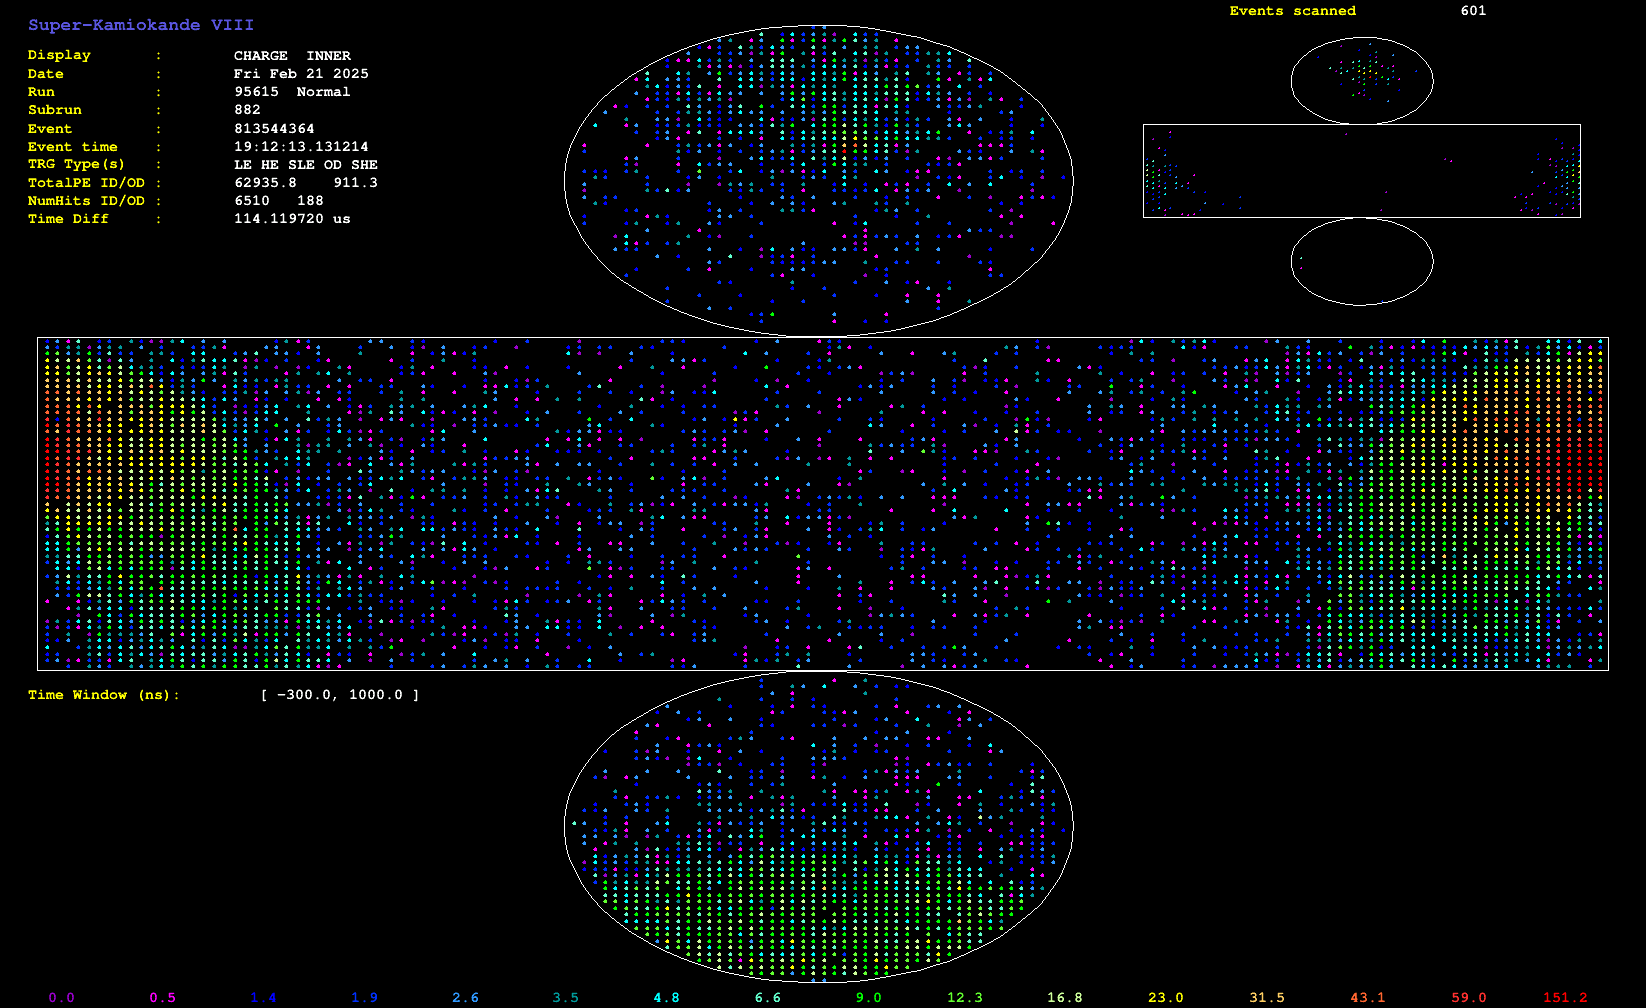 Super-Kamiokande VIII
Display : CHARGE INNER
Date : Fri Feb 21 2025
Run : 95615 Normal
Subrun : 882
Event : 813544364
Event time : 19:12:13.131214
TRG Type(s) : LE HE SLE OD SHE
TotalPE ID/OD : 62935.8 911.3
NumHits ID/OD : 6510 188
Time Diff : 114.119720 us
Events scanned 601
Time Window (ns): [ -300.0, 1000.0 ]
0.0 0.5 1.4 1.9 2.6 3.5 4.8 6.6 9.0 12.3 16.8 23.0 31.5 43.1 59.0 151.2